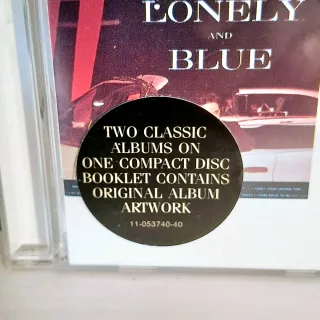 LONELY
AND
BLUE
TWO CLASSIC
ALBUMS ON
ONE COMPACT DISC
BOOKLET CONTAINS
ORIGINAL ALBUM
ARTWORK
11-053740-40